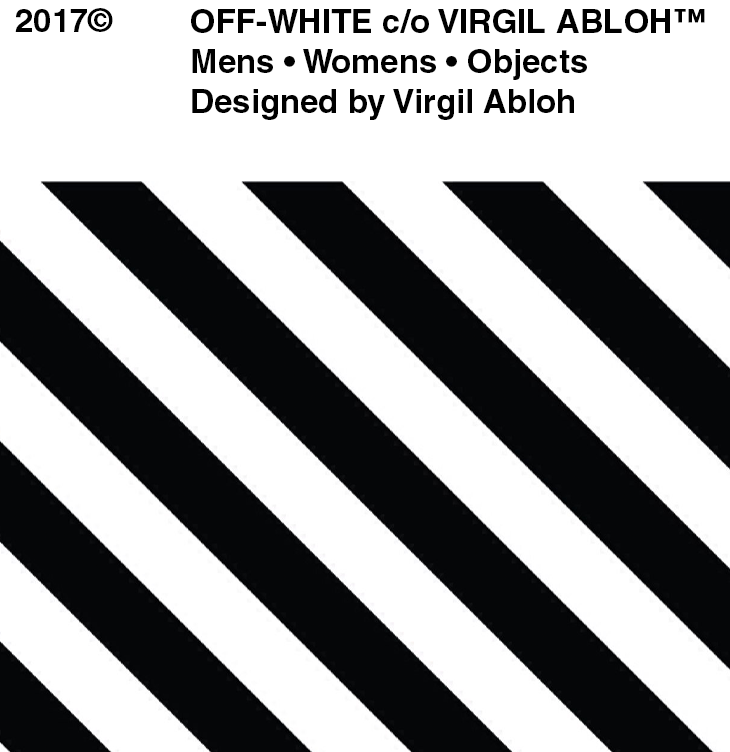 2017© OFF-WHITE c/o VIRGIL ABLOH™
Mens • Womens • Objects
Designed by Virgil Abloh